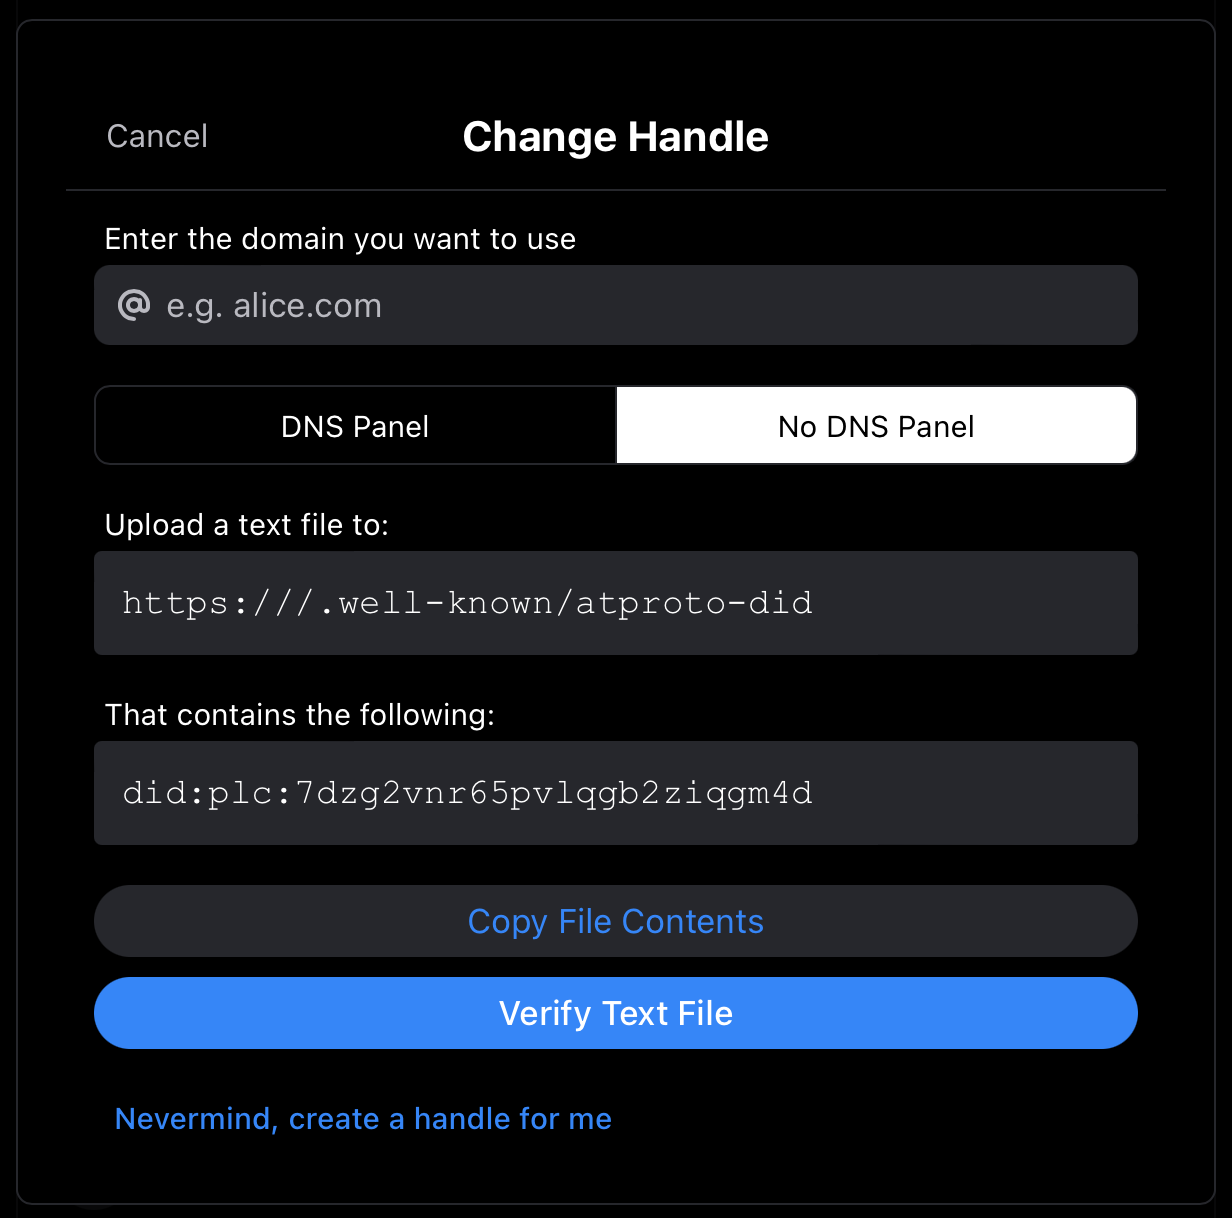 Cancel
Change Handle
Enter the domain you want to use
@ e.g. alice.com
DNS Panel
No DNS Panel
Upload a text file to:
https:///.well-known/atproto-did
That contains the following:
did:plc:7dzg2vnr65pvlqgb2ziqgm4d
Copy File Contents
Verify Text File
Nevermind, create a handle for me